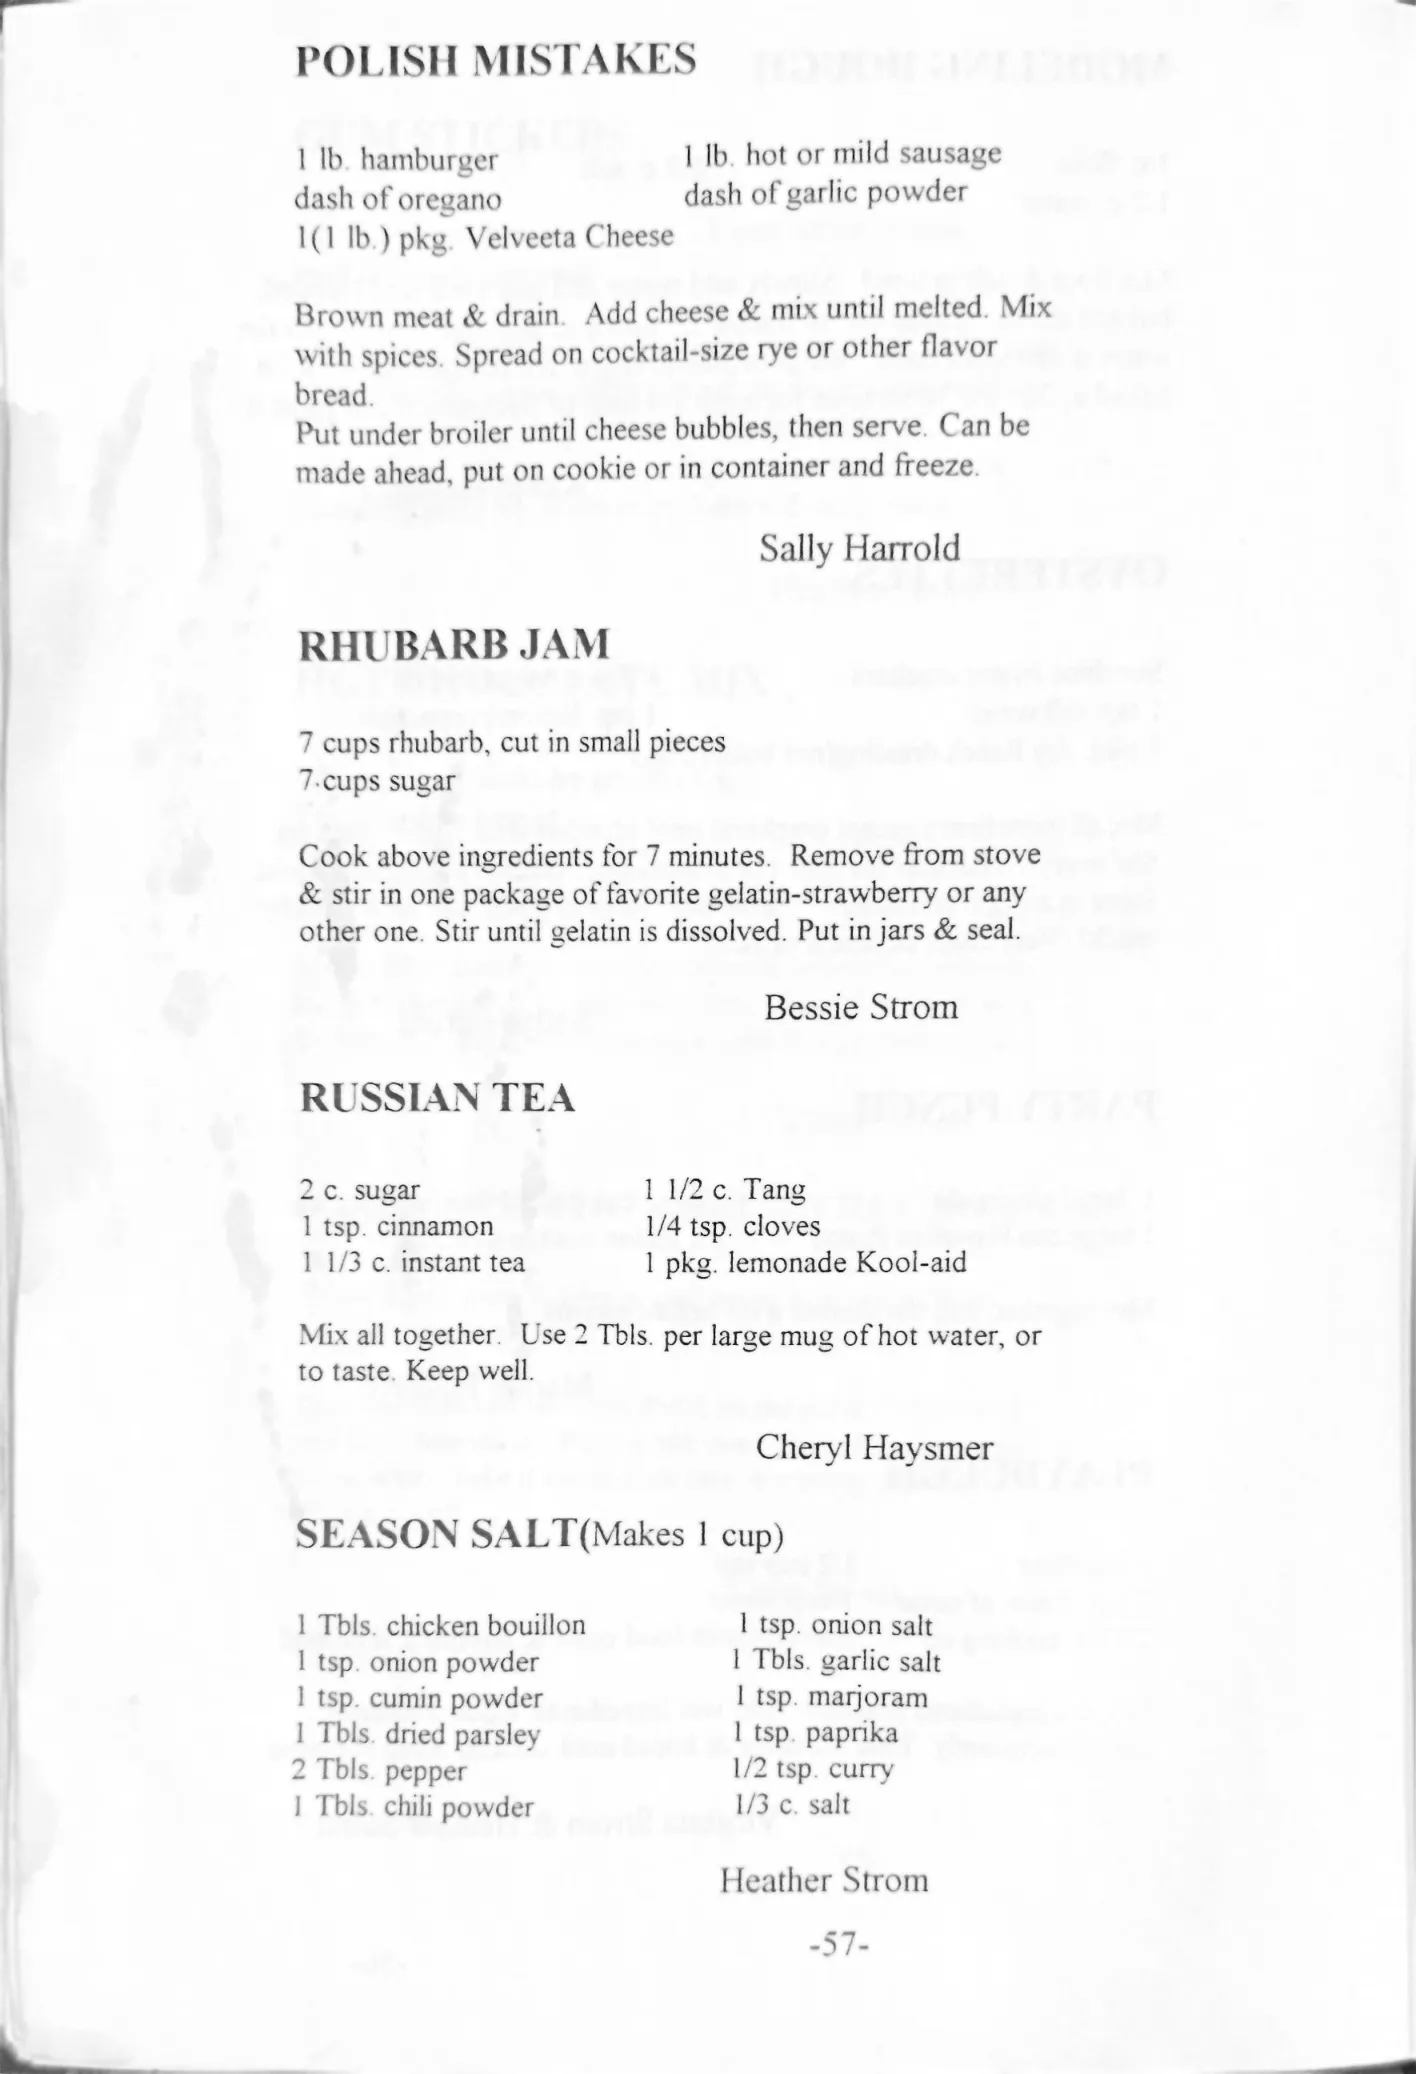 POLISH MISTAKES
1 lb. hamburger 1 lb. hot or mild sausage
dash of oregano dash of garlic powder
1(1 lb.) pkg. Velveeta Cheese
Brown meat & drain. Add cheese & mix until melted. Mix
with spices. Spread on cocktail-size rye or other flavor
bread.
Put under broiler until cheese bubbles, then serve. Can be
made ahead, put on cookie or in container and freeze.
Sally Harrold
RHUBARB JAM
7 cups rhubarb, cut in small pieces
7 cups sugar
Cook above ingredients for 7 minutes. Remove from stove
& stir in one package of favorite gelatin-strawberry or any
other one. Stir until gelatin is dissolved. Put in jars & seal.
Bessie Strom
RUSSIAN TEA
2 c. sugar 1 1/2 c. Tang
1 tsp. cinnamon 1/4 tsp. cloves
1 1/3 c. instant tea 1 pkg. lemonade Kool-aid
Mix all together. Use 2 Tbls. per large mug of hot water, or
to taste. Keep well.
Cheryl Haysmer
SEASON SALT(Makes 1 cup)
1 Tbls. chicken bouillon 1 tsp. onion salt
1 tsp. onion powder 1 Tbls. garlic salt
1 tsp. cumin powder 1 tsp. marjoram
1 Tbls. dried parsley 1 tsp. paprika
2 Tbls. pepper 1/2 tsp. curry
1 Tbls. chili powder 1/3 c. salt
Heather Strom
-57-